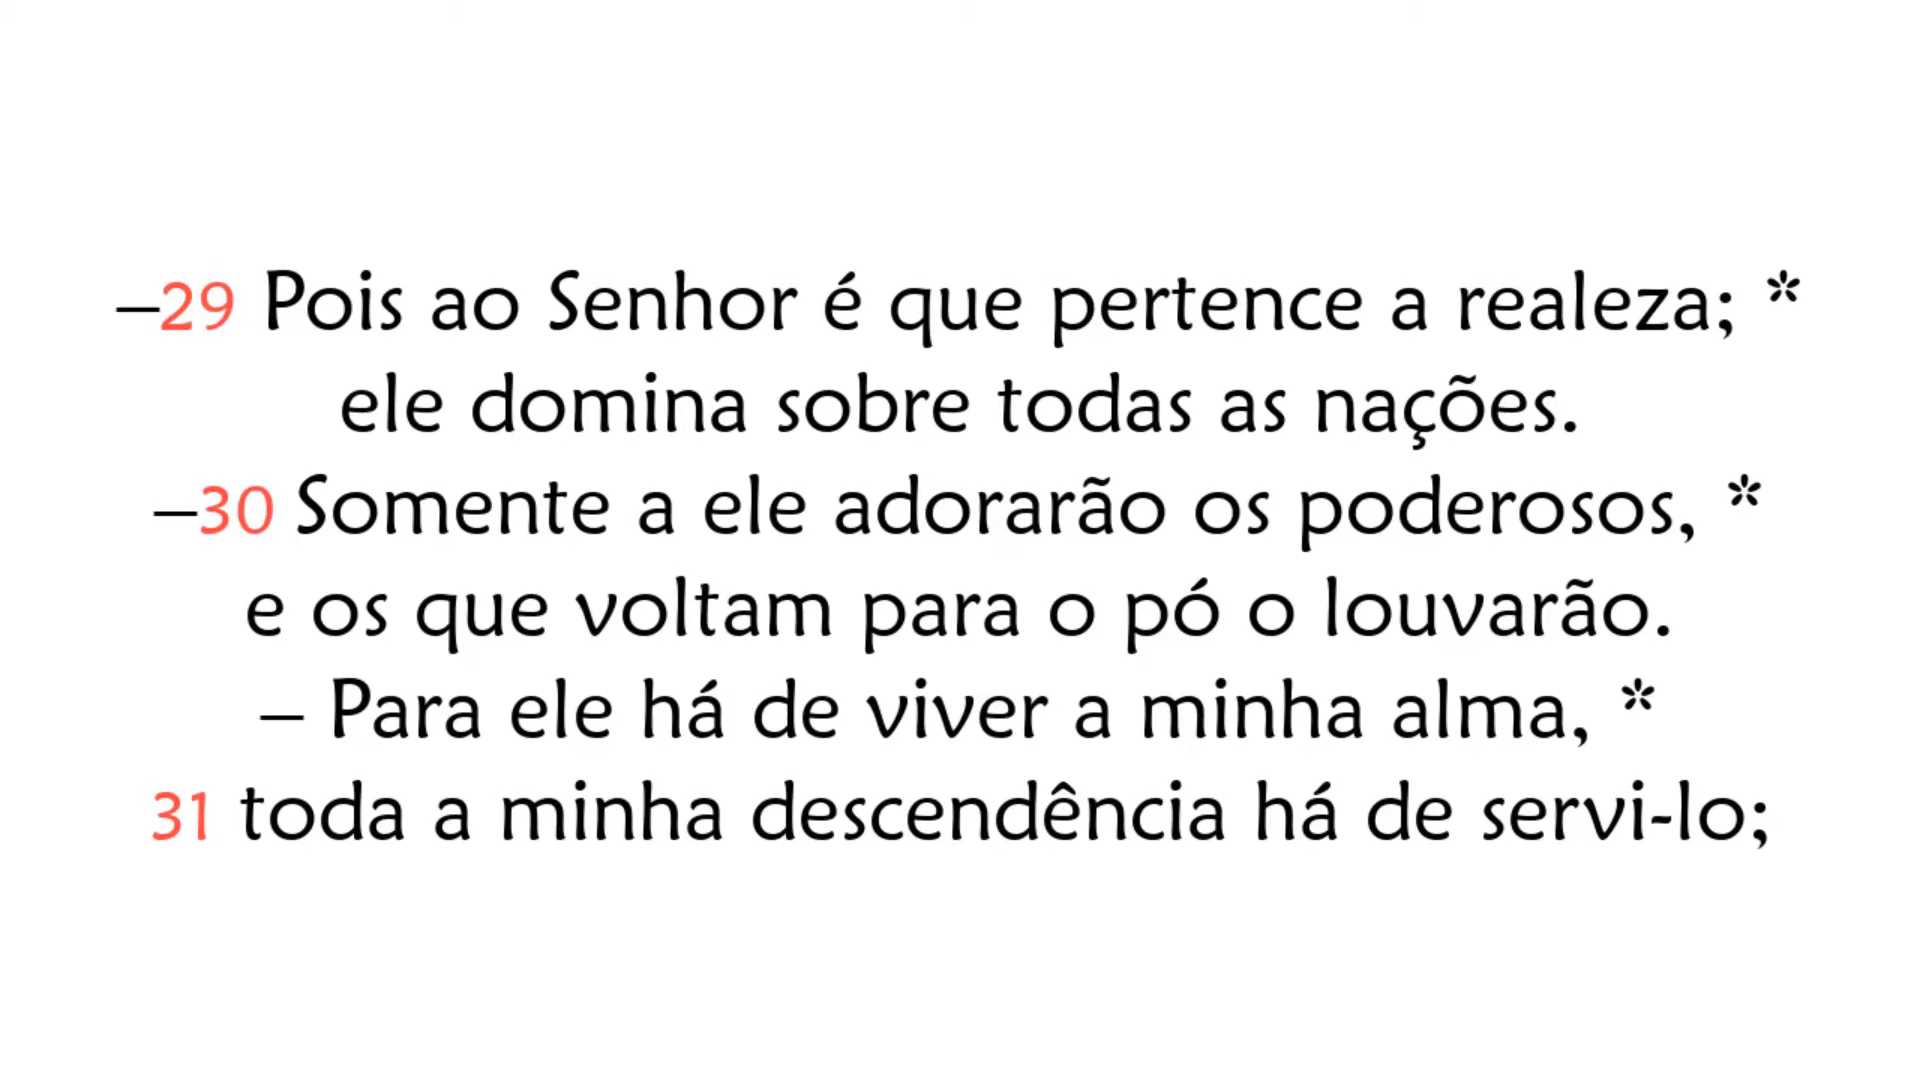 –29 Pois ao Senhor é que pertence a realeza; *
ele domina sobre todas as nações.
–30 Somente a ele adorarão os poderosos, *
e os que voltam para o pó o louvarão.
– Para ele há de viver a minha alma, *
31 toda a minha descendência há de servi-lo;